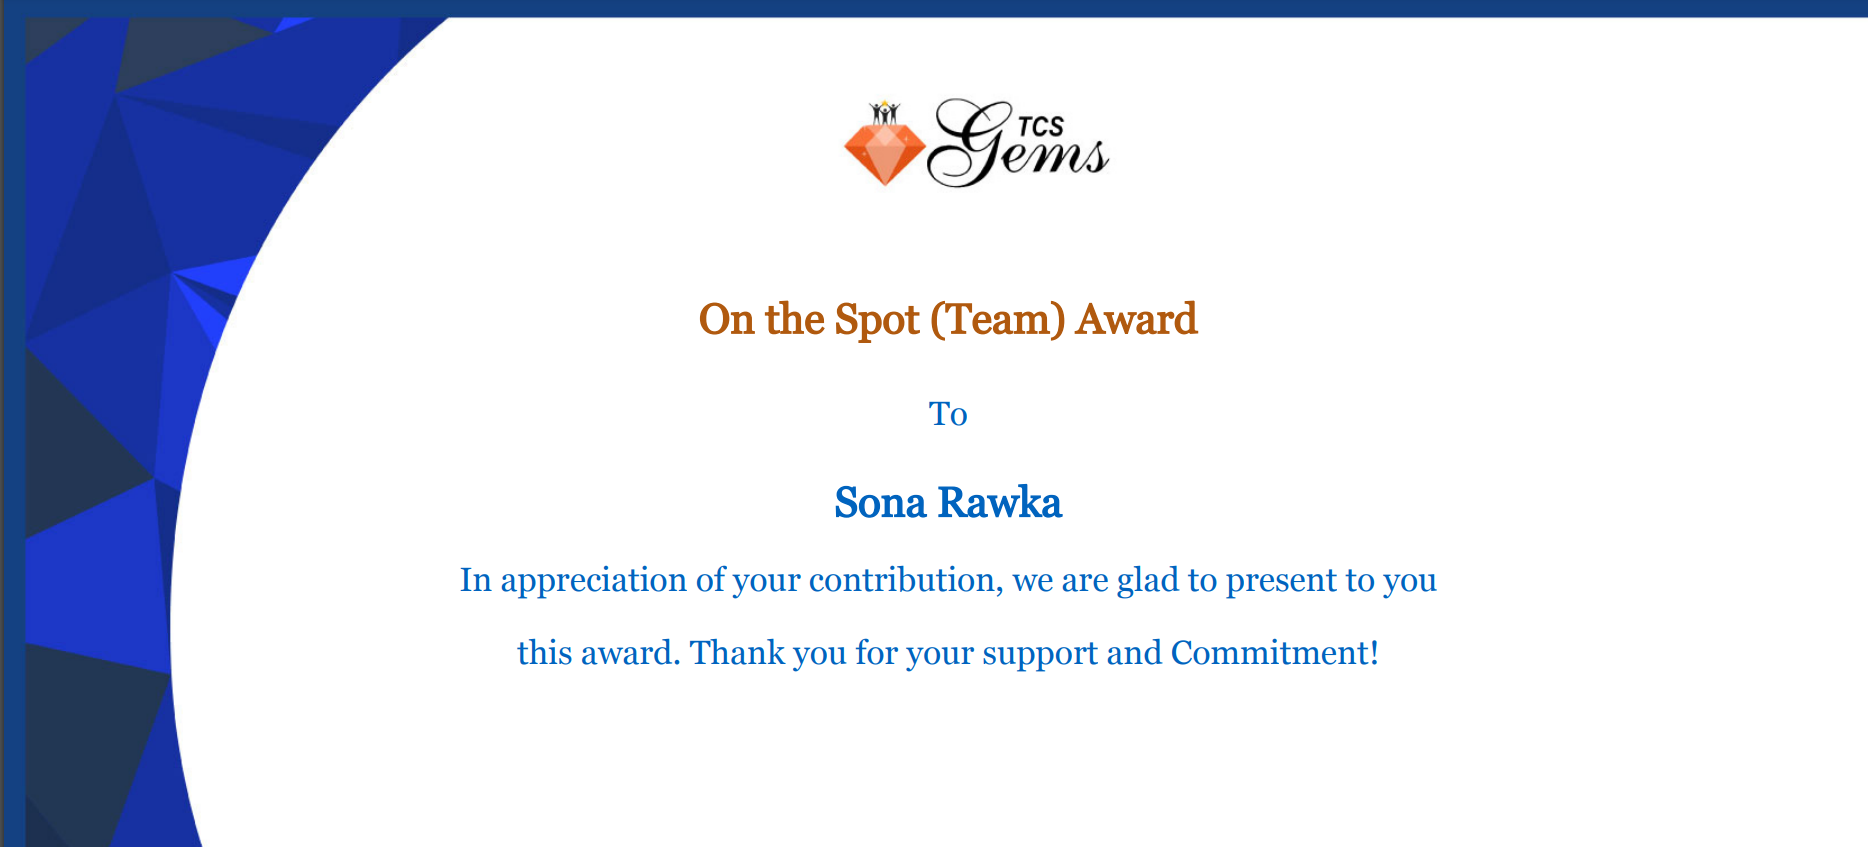 TCS
Gems
On the Spot (Team) Award
To
Sona Rawka
In appreciation of your contribution, we are glad to present to you
this award. Thank you for your support and Commitment!